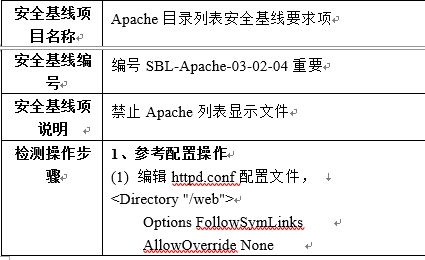 安全基线项
目名称
Apache 目录列表安全基线要求项
安全基线编
号
编号 SBL-Apache-03-02-04 重要
安全基线项
说明
禁止 Apache 列表显示文件
检测操作步
骤
1、参考配置操作
(1) 编辑 httpd.conf 配置文件，
<Directory "/web">
Options FollowSymLinks
AllowOverride None